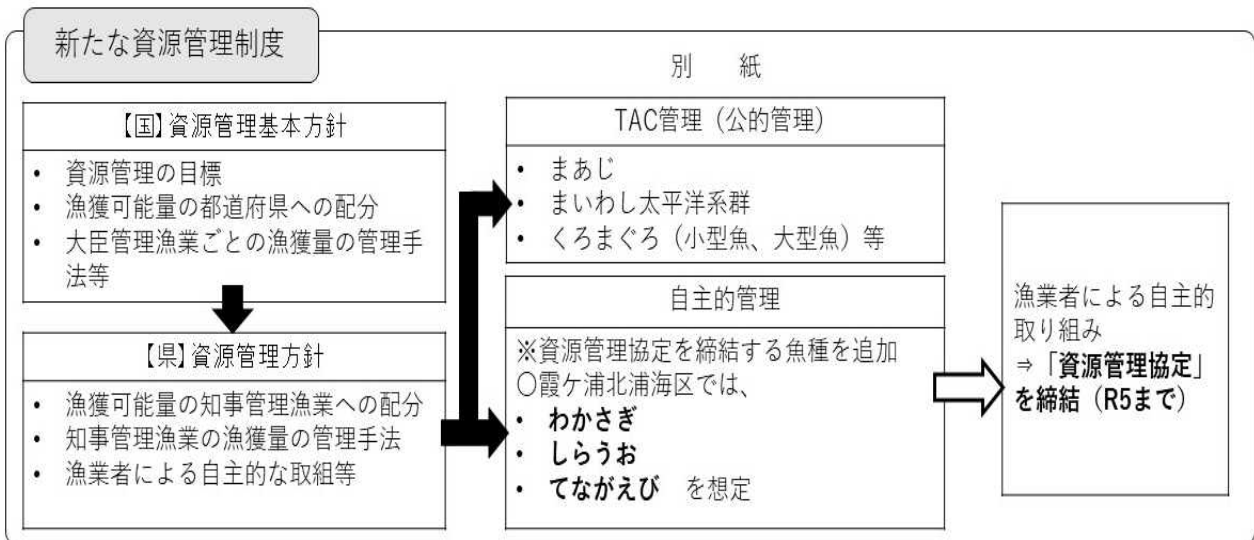 新たな資源管理制度
別　紙
【国】資源管理基本方針
• 資源管理の目標
• 漁獲可能量の都道府県への配分
• 大臣管理漁業ごとの漁獲量の管理手
法等
【県】資源管理方針
• 漁獲可能量の知事管理漁業への配分
• 知事管理漁業の漁獲量の管理手法
• 漁業者による自主的な取組等
TAC管理（公的管理）
• まあじ
• まいわし太平洋系群
• くろまぐろ（小型魚、大型魚）等
自主的管理
※資源管理協定を締結する魚種を追加
〇霞ケ浦北浦海区では、
• わかさぎ
• しらうお
• てながえび　を想定
漁業者による自主的
取り組み
⇒「資源管理協定」
を締結（R5まで）